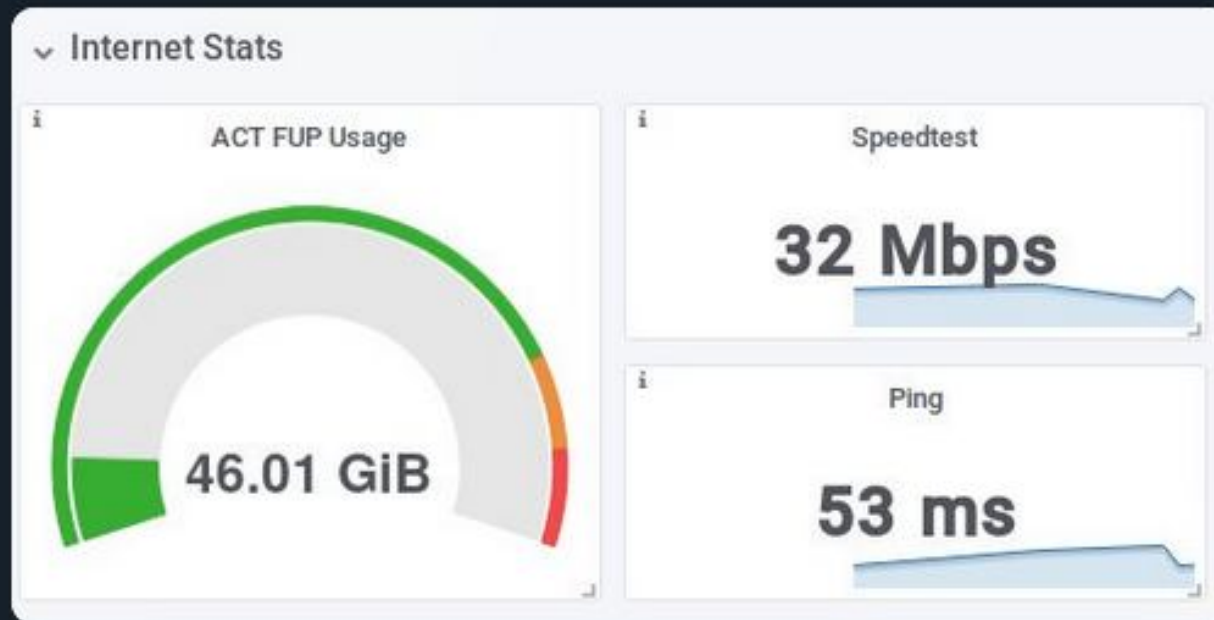 Internet Stats
i
ACT FUP Usage
46.01 GiB
i
Speedtest
32 Mbps
i
Ping
53 ms